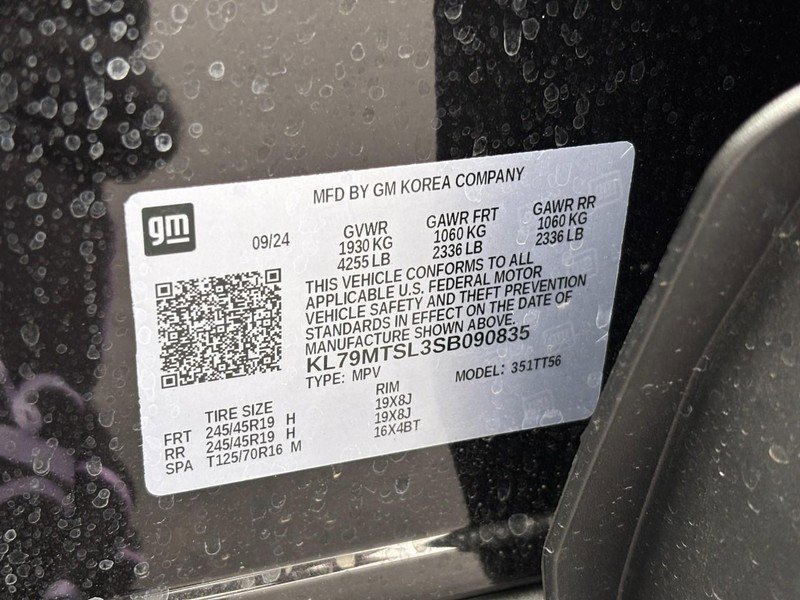 MFD BY GM KOREA COMPANY
gm
09/24
GVWR GAWR FRT GAWR RR
1930 KG 1060 KG 1060 KG
4255 LB 2336 LB 2336 LB
THIS VEHICLE CONFORMS TO ALL
APPLICABLE U.S. FEDERAL MOTOR
VEHICLE SAFETY AND THEFT PREVENTION
STANDARDS IN EFFECT ON THE DATE OF
MANUFACTURE SHOWN ABOVE.
KL79MTSL3SB090835
TYPE: MPV MODEL: 351TT56
TIRE SIZE RIM
FRT 245/45R19 H 19X8J
RR 245/45R19 H 19X8J
SPA T125/70R16 M 16X4BT